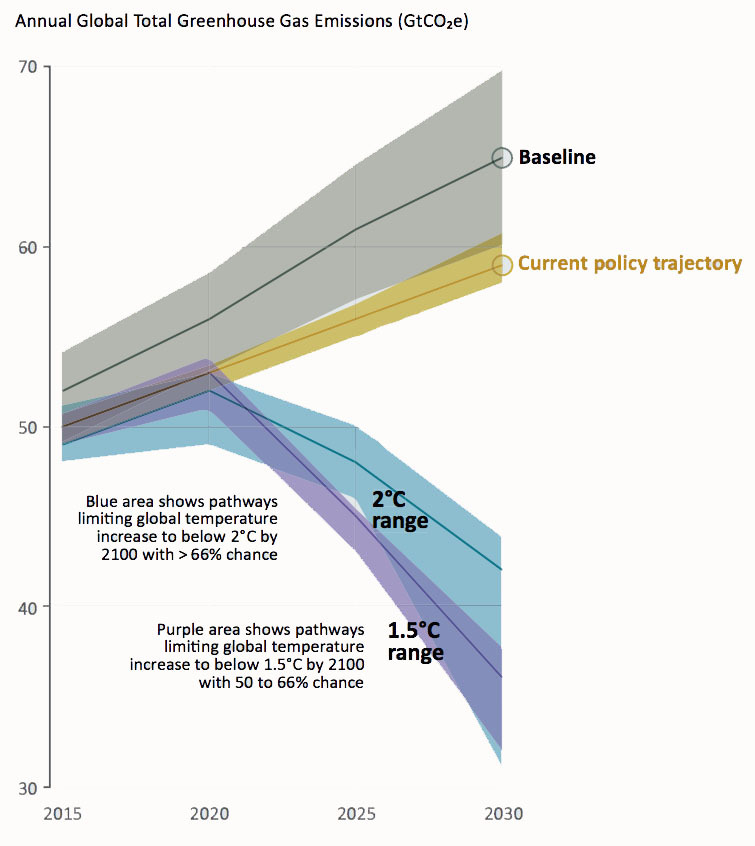 Annual Global Total Greenhouse Gas Emissions (GtCO₂e)
70
Baseline
60
Current policy trajectory
50
2°C
range
Blue area shows pathways
limiting global temperature
increase to below 2°C by
2100 with > 66% chance
40
1.5°C
range
Purple area shows pathways
limiting global temperature
increase to below 1.5°C by 2100
with 50 to 66% chance
30
2015
2020
2025
2030